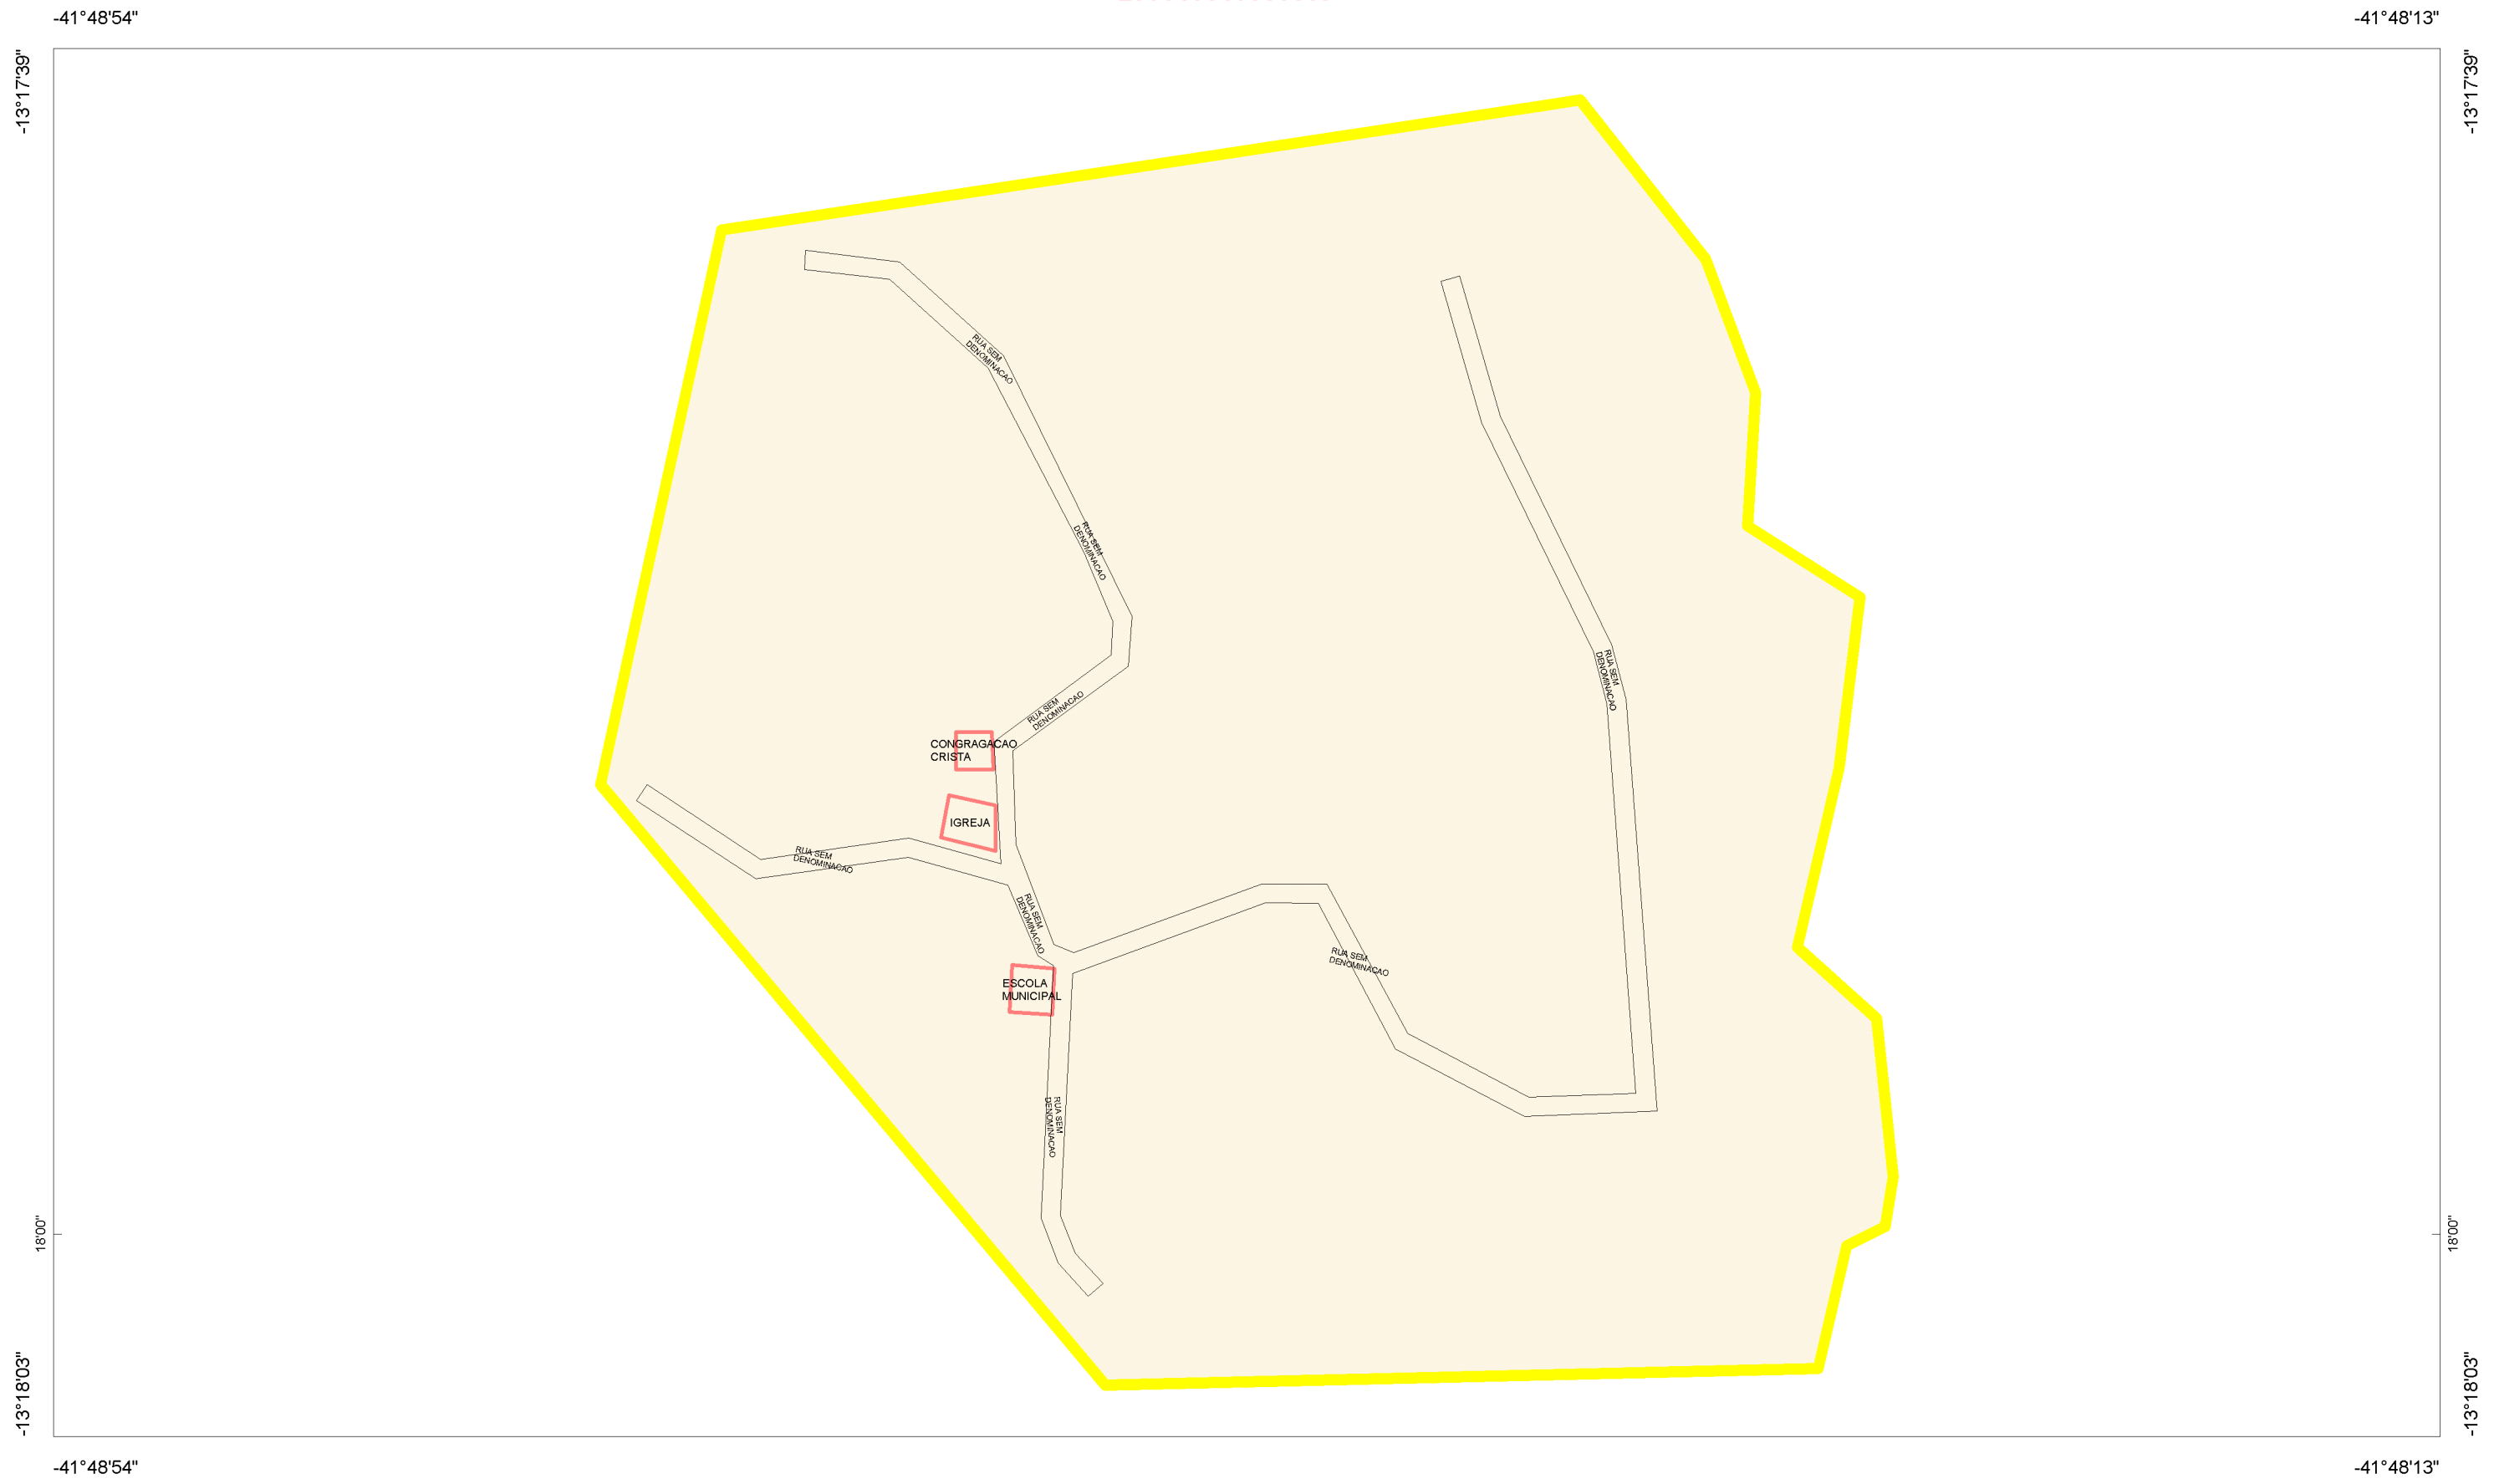 -41°48'54"
-41°48'13"
-13°17'39"
-13°17'39"
RUA SEM
DENOMINACAO
RUA SEM
DENOMINACAO
RUA SEM
DENOMINACAO
RUA SEM
DENOMINACAO
CONGRAGACAO
CRISTA
IGREJA
RUA SEM
DENOMINACAO
RUA SEM
DENOMINACAO
RUA SEM
DENOMINACAO
ESCOLA
MUNICIPAL
RUA SEM
DENOMINACAO
18'00"
18'00"
-13°18'03"
-13°18'03"
-41°48'54"
-41°48'13"